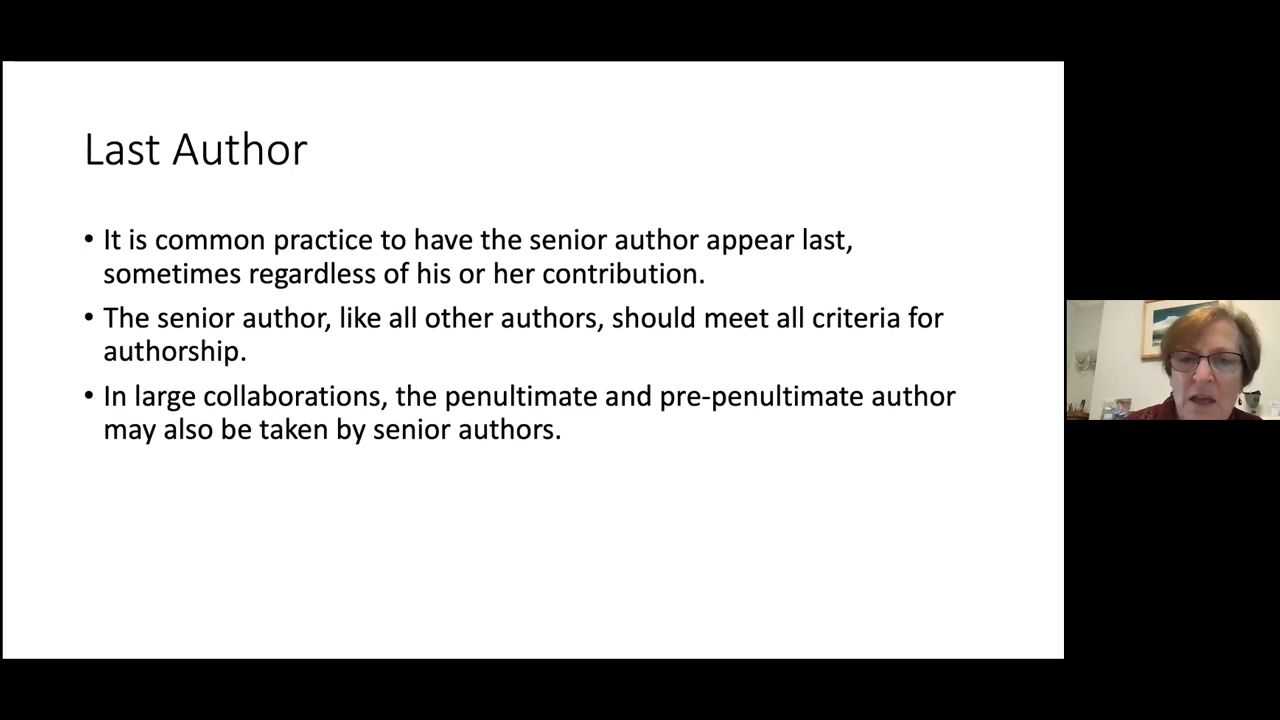 Last Author
• It is common practice to have the senior author appear last,
sometimes regardless of his or her contribution.
• The senior author, like all other authors, should meet all criteria for
authorship.
• In large collaborations, the penultimate and pre-penultimate author
may also be taken by senior authors.